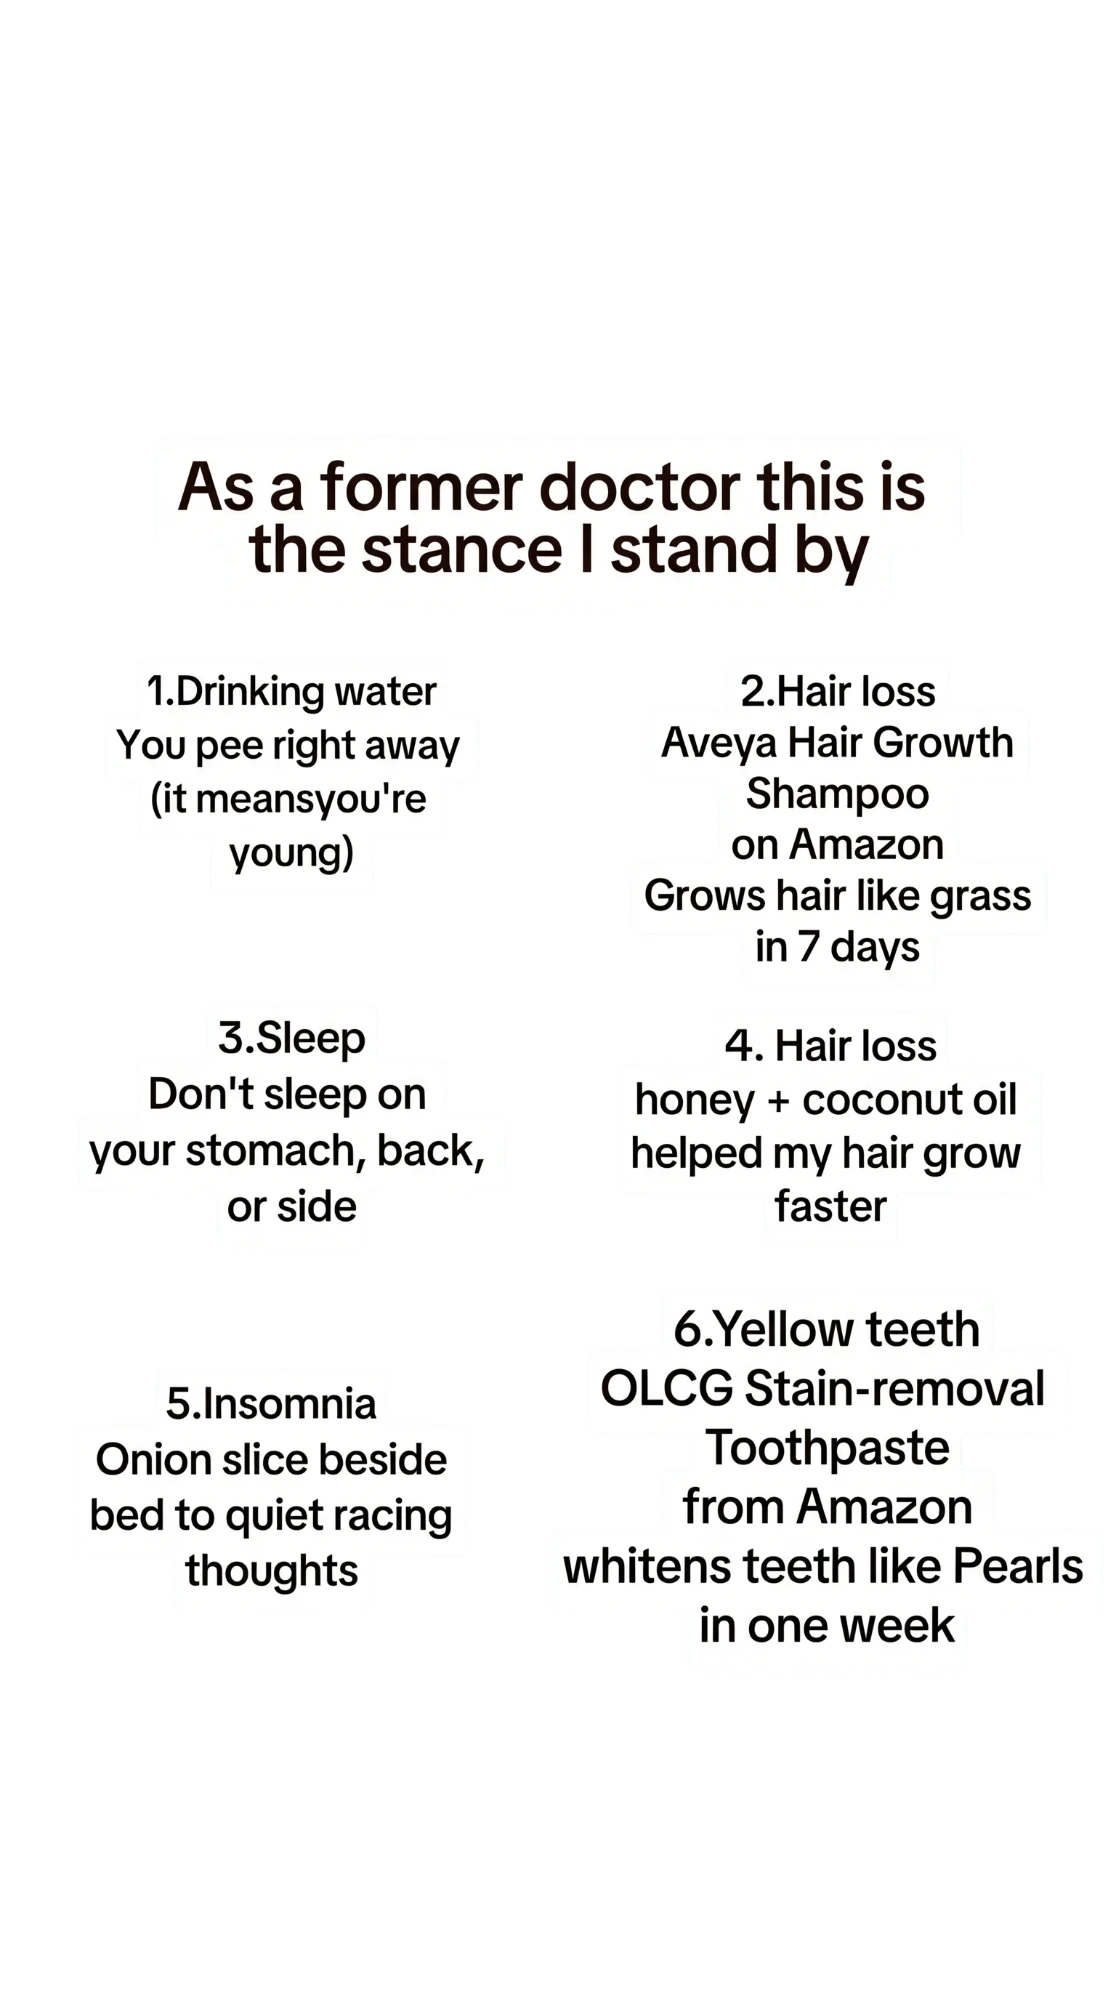 As a former doctor this is
the stance I stand by
1.Drinking water
You pee right away
(it meansyou're
young)
2.Hair loss
Aveya Hair Growth
Shampoo
on Amazon
Grows hair like grass
in 7 days
3.Sleep
Don't sleep on
your stomach, back,
or side
4. Hair loss
honey + coconut oil
helped my hair grow
faster
5.Insomnia
Onion slice beside
bed to quiet racing
thoughts
6.Yellow teeth
OLCG Stain-removal
Toothpaste
from Amazon
whitens teeth like Pearls
in one week